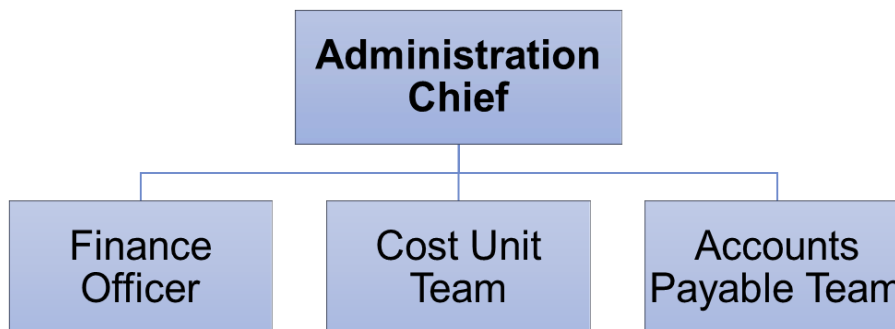 Administration
Chief
Finance
Officer
Cost Unit
Team
Accounts
Payable Team